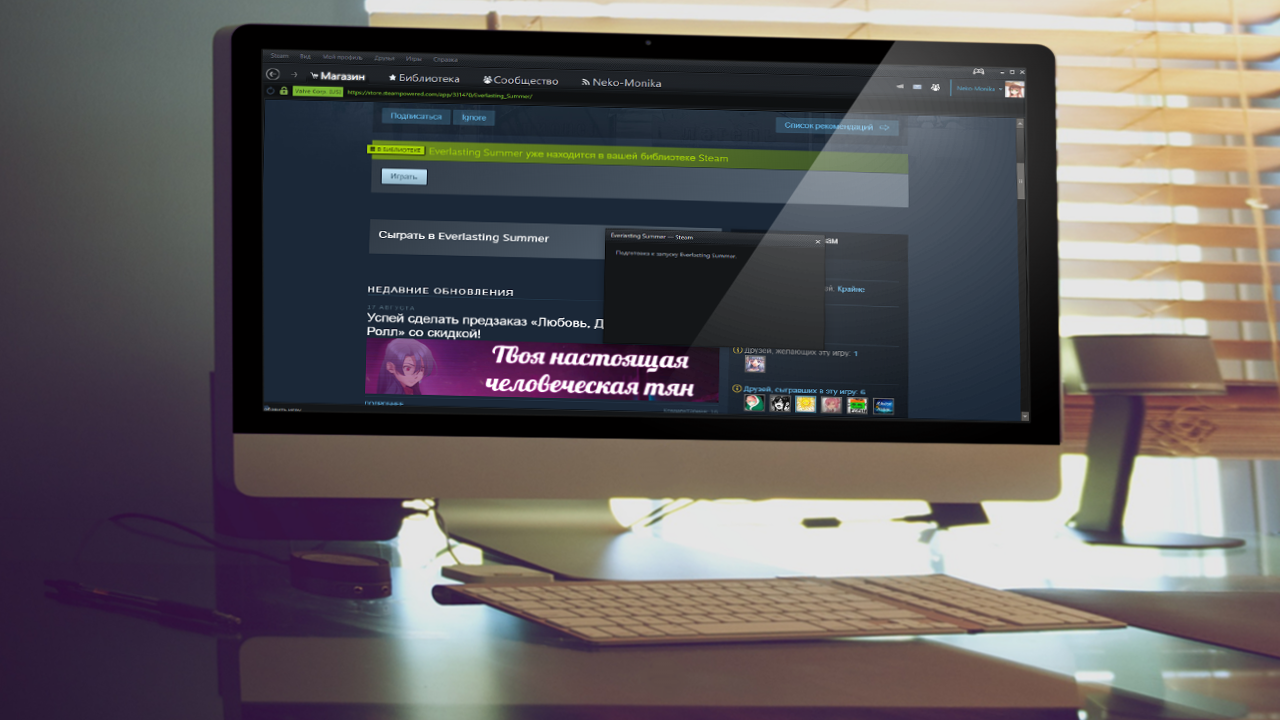 Steam Вид Мой профиль Друзья Игры Справка
Магазин Библиотека Сообщество Neko-Monika
Neko-Monika
Valve Corp. [US] https://store.steampowered.com/app/331470/Everlasting_Summer/
Подписаться Ignore
Список рекомендаций
В БИБЛИОТЕКЕ Everlasting Summer уже находится в вашей библиотеке Steam
Играть
Сыграть в Everlasting Summer
Everlasting Summer — Steam
Подготовка к запуску Everlasting Summer.
ам
ей. Крайне
НЕДАВНИЕ ОБНОВЛЕНИЯ
17 АВГУСТА
Успей сделать предзаказ «Любовь, Д
Ролл» со скидкой!
Твоя настоящая
человеческая тян
Друзей, желающих эту игру: 1
Друзей, сыгравших в эту игру: 6